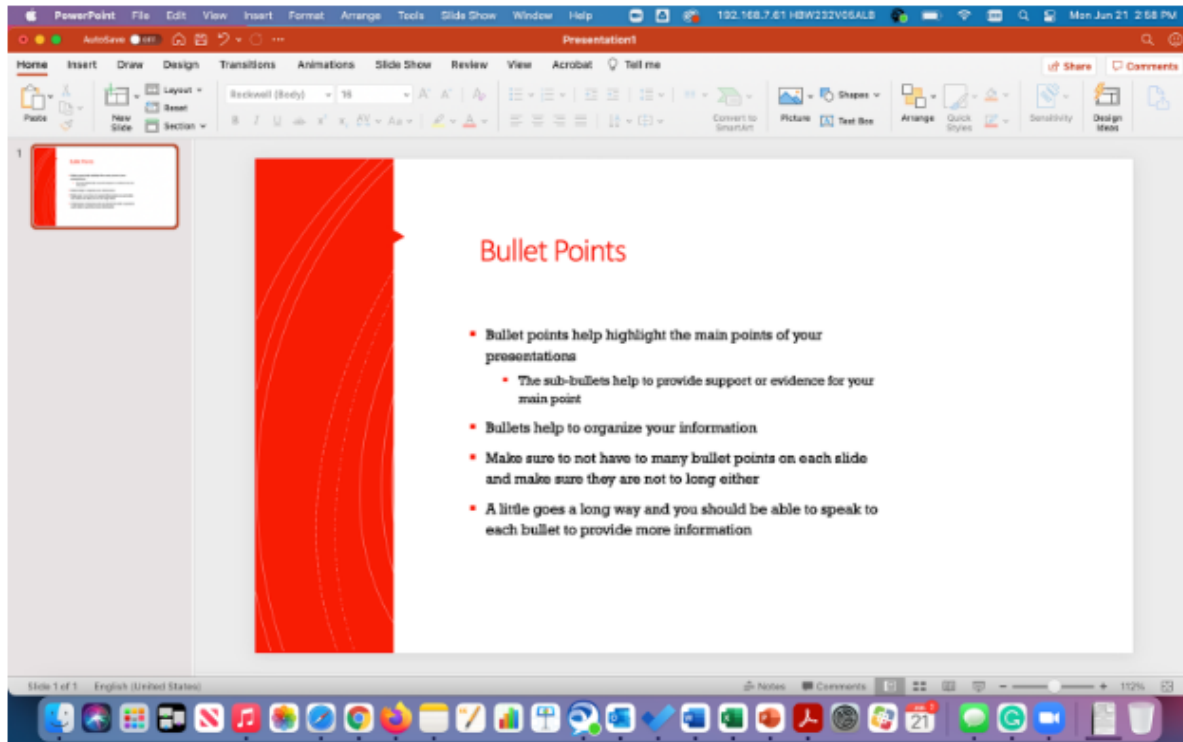 PowerPoint File Edit View Insert Format Arrange Tools Slide Show Window Help 192.168.7.61 Mon Jun 21 2:58 PM
AutoSave OFF Presentation1
Home Insert Draw Design Transitions Animations Slide Show Review View Acrobat Tell me Share Comments
Paste New Slide Layout Reset Section Rockwell (Body) 16 Convert to SmartArt Picture Shapes Text Box Arrange Quick Styles Sensitivity Design Ideas
1
Bullet Points
Bullet points help highlight the main points of your
presentations
The sub-bullets help to provide support or evidence for your
main point
Bullets help to organize your information
Make sure to not have to many bullet points on each slide
and make sure they are not to long either
A little goes a long way and you should be able to speak to
each bullet to provide more information
Slide 1 of 1 English (United States) Notes Comments 112%
21